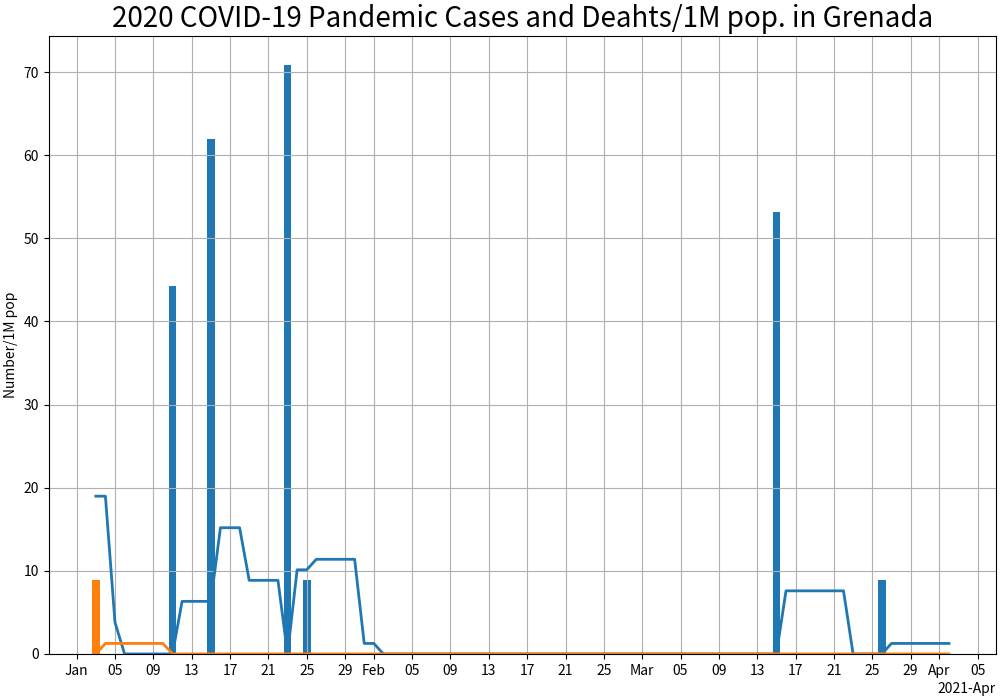 2020 COVID-19 Pandemic Cases and Deahts/1M pop. in Grenada
Number/1M pop
70
60
50
40
30
20
10
0
Jan 05 09 13 17 21 25 29 Feb 05 09 13 17 21 25 Mar 05 09 13 17 21 25 29 Apr 05
2021-Apr